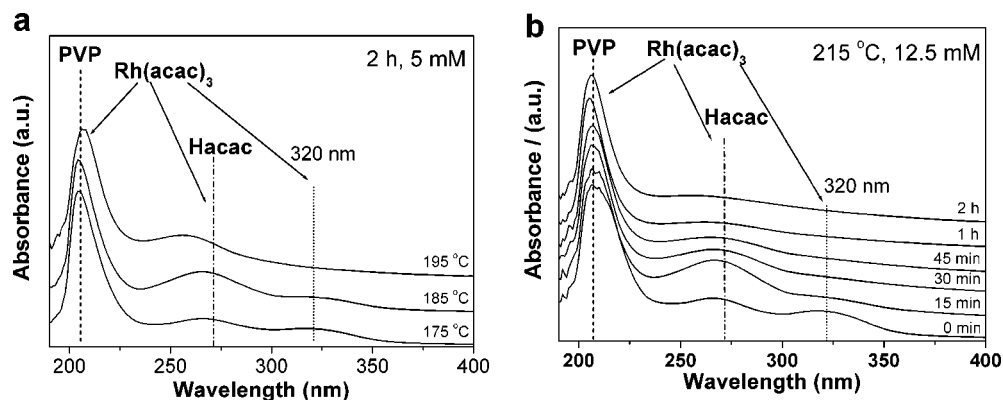 a
2 h, 5 mM
PVP
Rh(acac)3
Hacac
320 nm
195 °C
185 °C
175 °C
200 250 300 350 400
Wavelength (nm)
Absorbance (a.u.)
b
215 °C, 12.5 mM
PVP
Rh(acac)3
Hacac
320 nm
2 h
1 h
45 min
30 min
15 min
0 min
200 250 300 350 400
Wavelength (nm)
Absorbance / (a.u.)